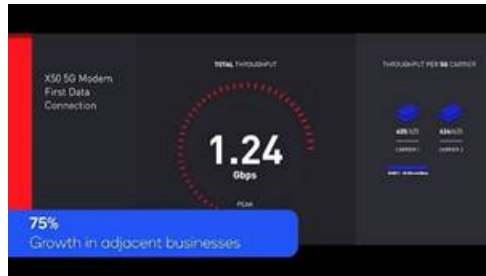 X50 5G Modem
First Data
Connection
TOTAL THROUGHPUT
1.24
Gbps
PEAK
THROUGHPUT PER 5G CARRIER
CARRIER 1
CARRIER 2
75%
Growth in adjacent businesses